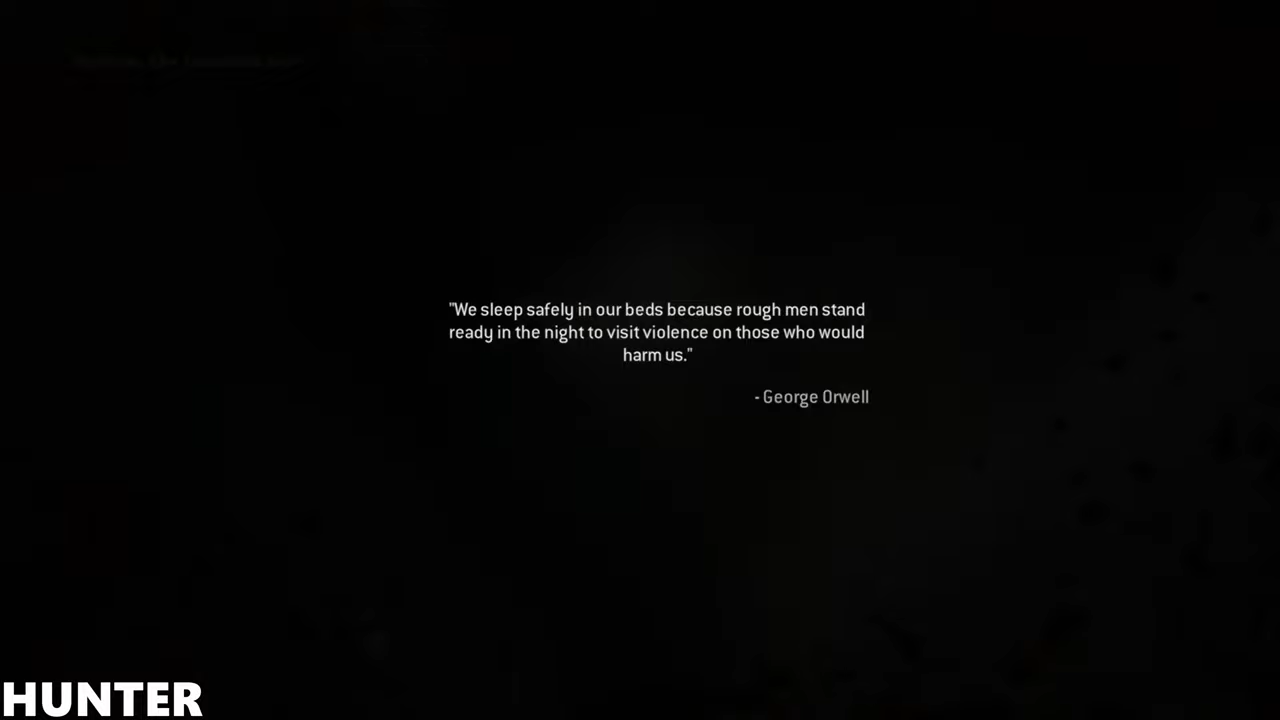 "We sleep safely in our beds because rough men stand
ready in the night to visit violence on those who would
harm us."
- George Orwell
HUNTER